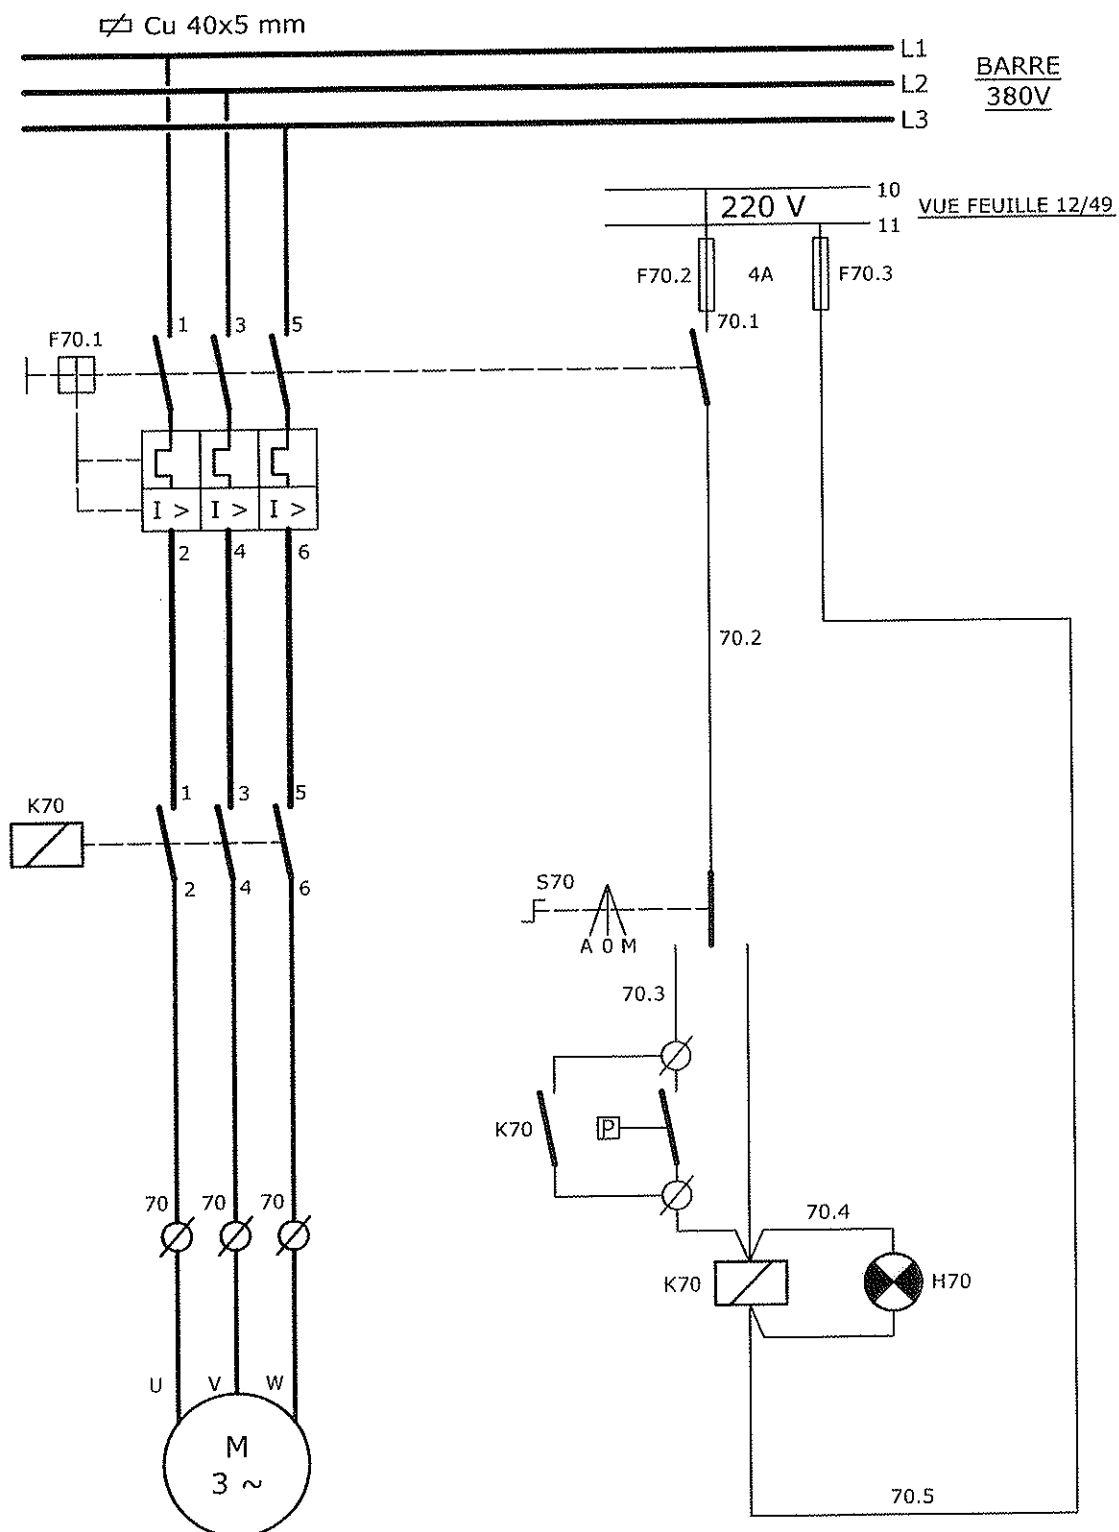 Cu 40x5 mm
L1
L2
L3
BARRE
380V
10
220 V
11
VUE FEUILLE 12/49
F70.2
4A
F70.3
70.1
F70.1
1
3
5
I > I > I >
2
4
6
70.2
K70
1
3
5
2
4
6
S70
A 0 M
70.3
K70
P
70
70
70
70.4
K70
H70
U
V
W
M
3 ~
70.5